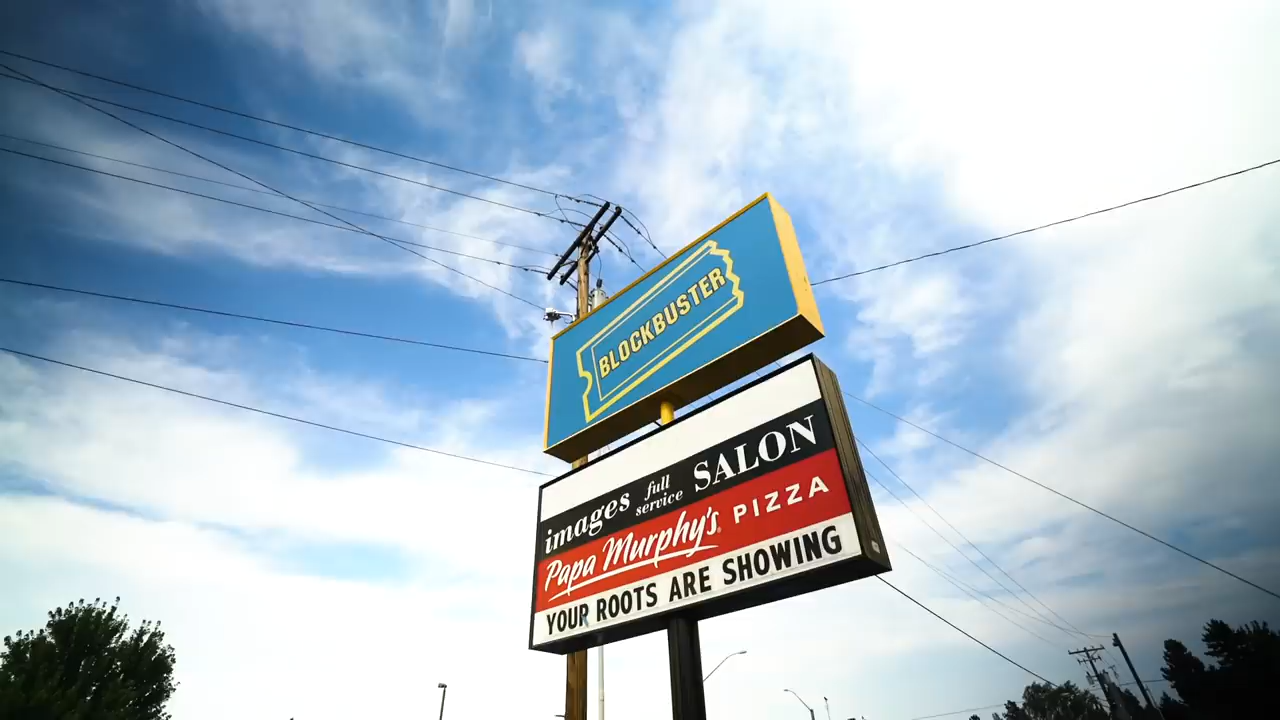 BLOCKBUSTER
images full service SALON
Papa Murphy's PIZZA
YOUR ROOTS ARE SHOWING